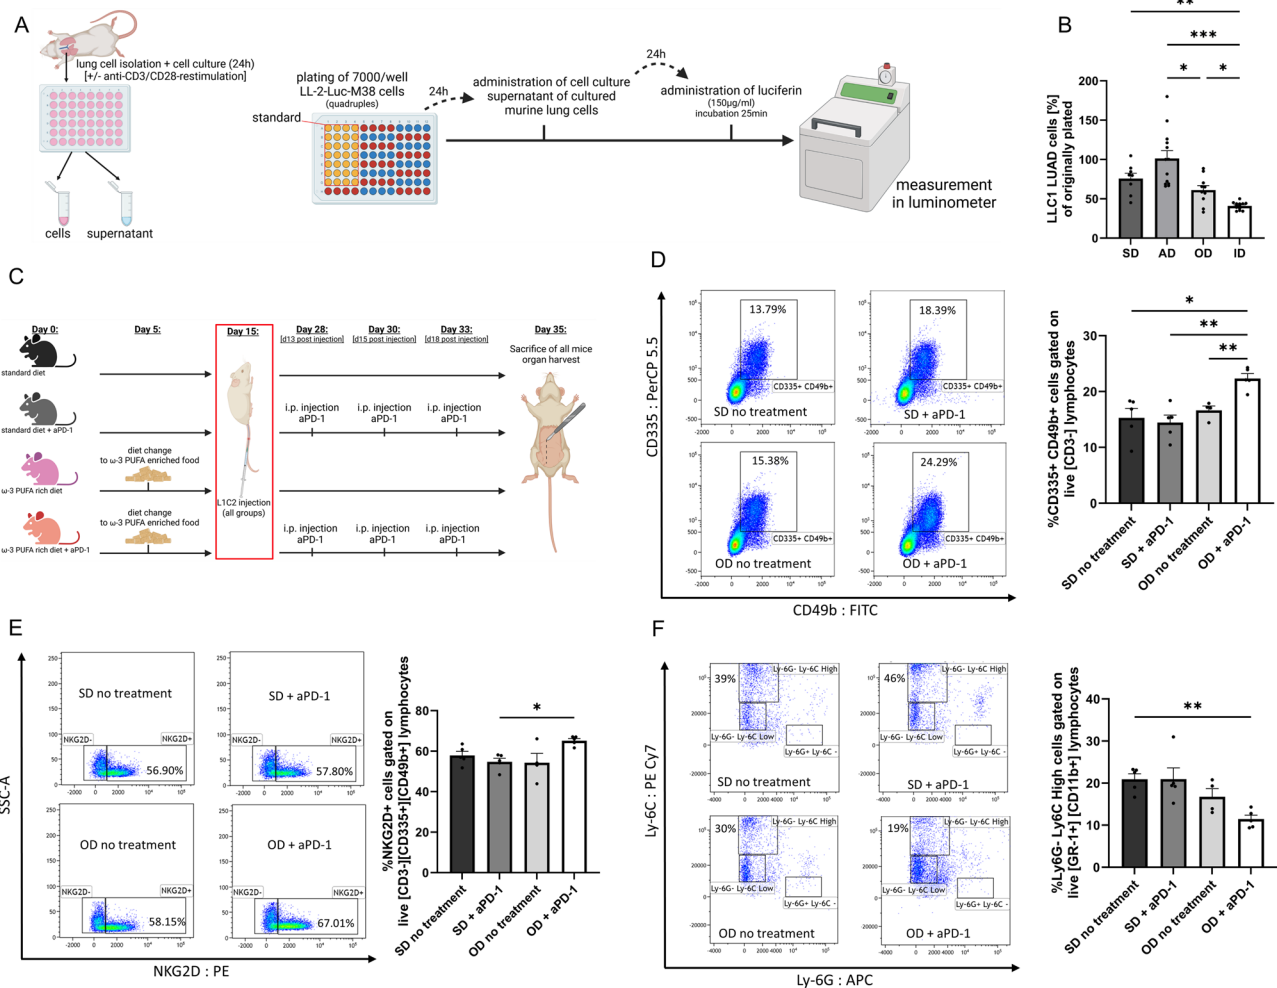 A
lung cell isolation + cell culture (24h)
[+/- anti-CD3/CD28-restimulation]
cells
supernatant
plating of 7000/well
LL-2-Luc-M38 cells
(quadruples)
standard
24h
administration of cell culture
supernatant of cultured
murine lung cells
24h
administration of luciferin
(150µg/ml)
incubation 25min
measurement
in luminometer
B
**
***
*
*
LLC1 LUAD cells [%]
of originally plated
200
150
100
50
0
SD
AD
OD
ID
C
Day 0:
Day 5:
Day 15:
Day 28:
[d13 post injection]
Day 30:
[d15 post injection]
Day 33:
[d18 post injection]
Day 35:
Sacrifice of all mice
organ harvest
standard diet
standard diet + aPD-1
i.p. injection
aPD-1
i.p. injection
aPD-1
i.p. injection
aPD-1
ω-3 PUFA rich diet
diet change
to ω-3 PUFA enriched food
L1C2 injection
(all groups)
ω-3 PUFA rich diet + aPD-1
diet change
to ω-3 PUFA enriched food
i.p. injection
aPD-1
i.p. injection
aPD-1
i.p. injection
aPD-1
D
CD335 : PerCP 5.5
13.79%
CD335+ CD49b+
SD no treatment
18.39%
CD335+ CD49b+
SD + aPD-1
15.38%
CD335+ CD49b+
OD no treatment
24.29%
CD335+ CD49b+
OD + aPD-1
CD49b : FITC
*
**
**
%CD335+ CD49b+ cells gated on
live [CD3-] lymphocytes
30
20
10
0
SD no treatment
SD + aPD-1
OD no treatment
OD + aPD-1
E
SSC-A
250
200
150
100
50
0
SD no treatment
NKG2D-
NKG2D+
56.90%
SD + aPD-1
NKG2D-
NKG2D+
57.80%
OD no treatment
NKG2D-
NKG2D+
58.15%
OD + aPD-1
NKG2D-
NKG2D+
67.01%
NKG2D : PE
*
%NKG2D+ cells gated on
live [CD3-][CD335+][CD49b+] lymphocytes
80
60
40
20
0
SD no treatment
SD + aPD-1
OD no treatment
OD + aPD-1
F
Ly-6C : PE Cy7
39%
Ly-6G- Ly-6C High
Ly-6G- Ly-6C Low
Ly-6G+ Ly-6C -
SD no treatment
46%
Ly-6G- Ly-6C High
Ly-6G- Ly-6C Low
Ly-6G+ Ly-6C -
SD + aPD-1
30%
Ly-6G- Ly-6C High
Ly-6G- Ly-6C Low
Ly-6G+ Ly-6C -
OD no treatment
19%
Ly-6G- Ly-6C High
Ly-6G- Ly-6C Low
Ly-6G+ Ly-6C -
OD + aPD-1
Ly-6G : APC
**
%Ly6G- Ly6C High cells gated on
live [GR-1+] [CD11b+] lymphocytes
40
30
20
10
0
SD no treatment
SD + aPD-1
OD no treatment
OD + aPD-1